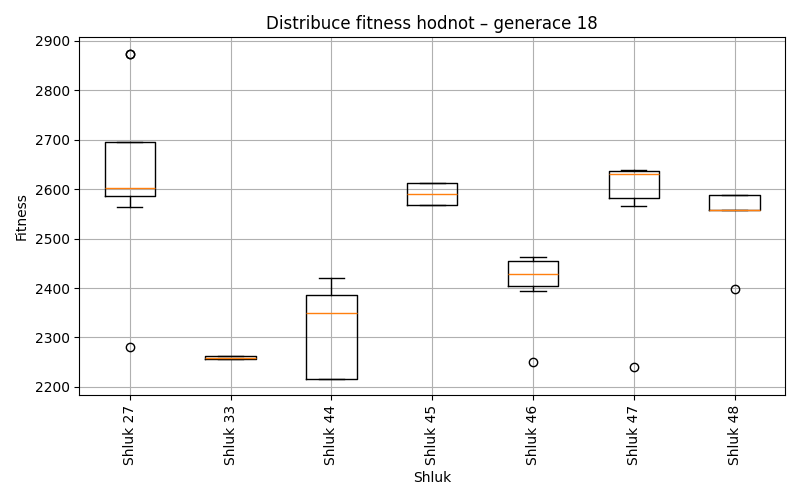 Distribuce fitness hodnot – generace 18
Fitness
2900
2800
2700
2600
2500
2400
2300
2200
Shluk 27
Shluk 33
Shluk 44
Shluk 45
Shluk 46
Shluk 47
Shluk 48
Shluk